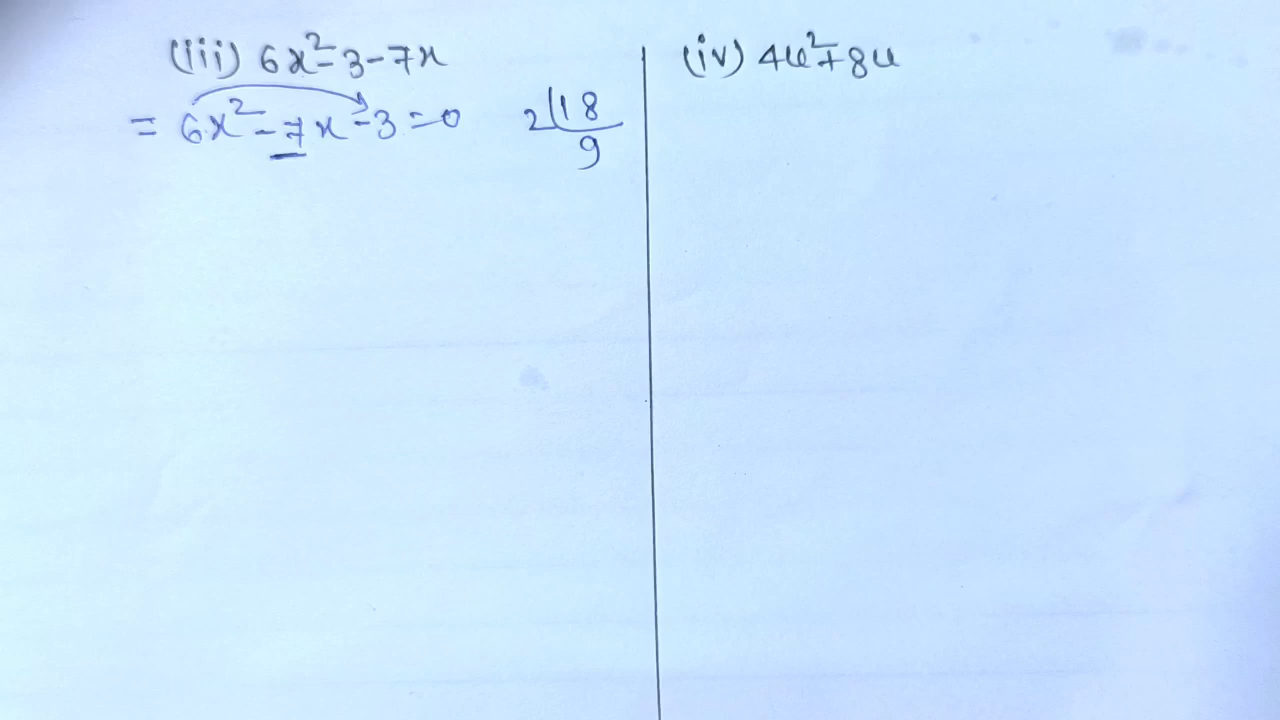 (iii) 6x²-3-7x
= 6x²-7x-3=0
2|18
9
(iv) 4u²+8u